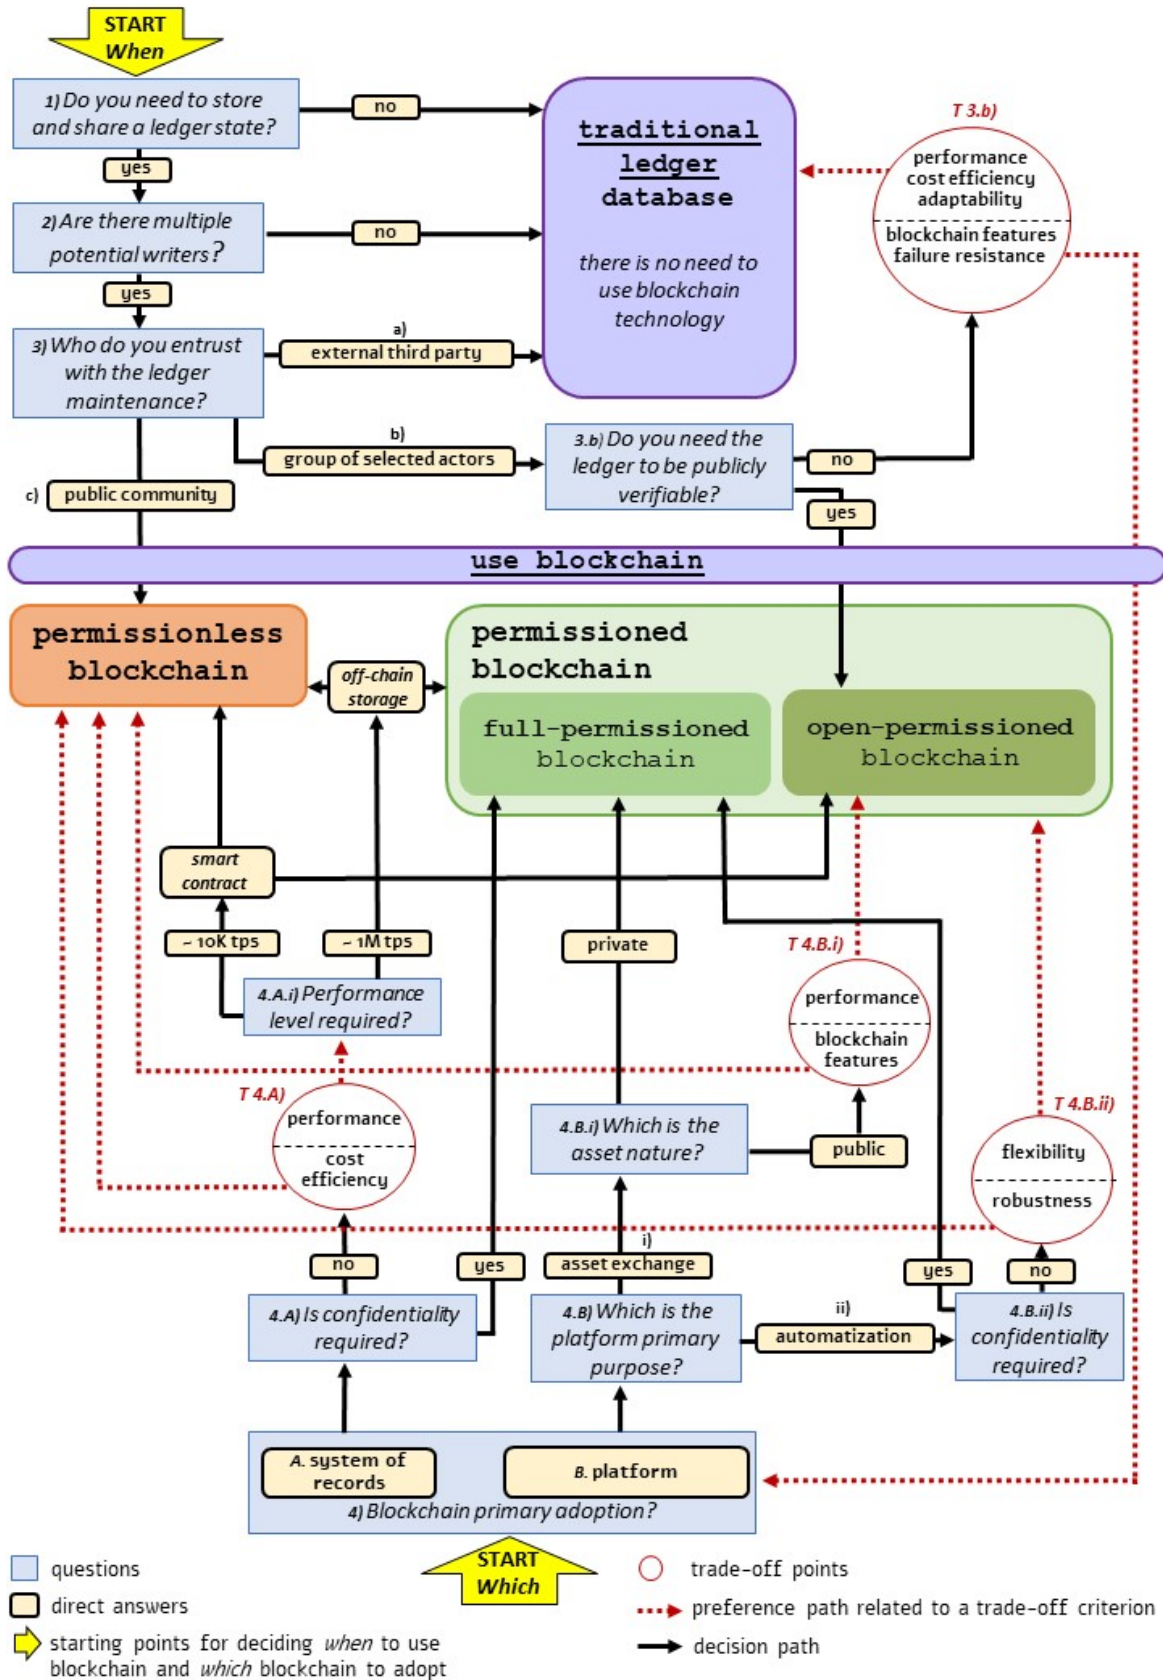 START
When
1) Do you need to store
and share a ledger state?
no
yes
2) Are there multiple
potential writers?
no
yes
3) Who do you entrust
with the ledger
maintenance?
a)
external third party
b)
group of selected actors
c)
public community
traditional
ledger
database
there is no need to
use blockchain
technology
T 3.b)
performance
cost efficiency
adaptability
blockchain features
failure resistance
3.b) Do you need the
ledger to be publicly
verifiable?
no
yes
use blockchain
permissionless
blockchain
off-chain
storage
permissioned
blockchain
full-permissioned
blockchain
open-permissioned
blockchain
smart
contract
~ 10K tps
~ 1M tps
private
4.A.i) Performance
level required?
T 4.B.i)
performance
blockchain
features
T 4.A)
performance
cost
efficiency
4.B.i) Which is the
asset nature?
public
T 4.B.ii)
flexibility
robustness
no
yes
i)
asset exchange
yes
no
4.A) Is confidentiality
required?
4.B) Which is the
platform primary
purpose?
ii)
automatization
4.B.ii) Is
confidentiality
required?
A. system of
records
B. platform
4) Blockchain primary adoption?
START
Which
questions
direct answers
starting points for deciding when to use
blockchain and which blockchain to adopt
trade-off points
preference path related to a trade-off criterion
decision path